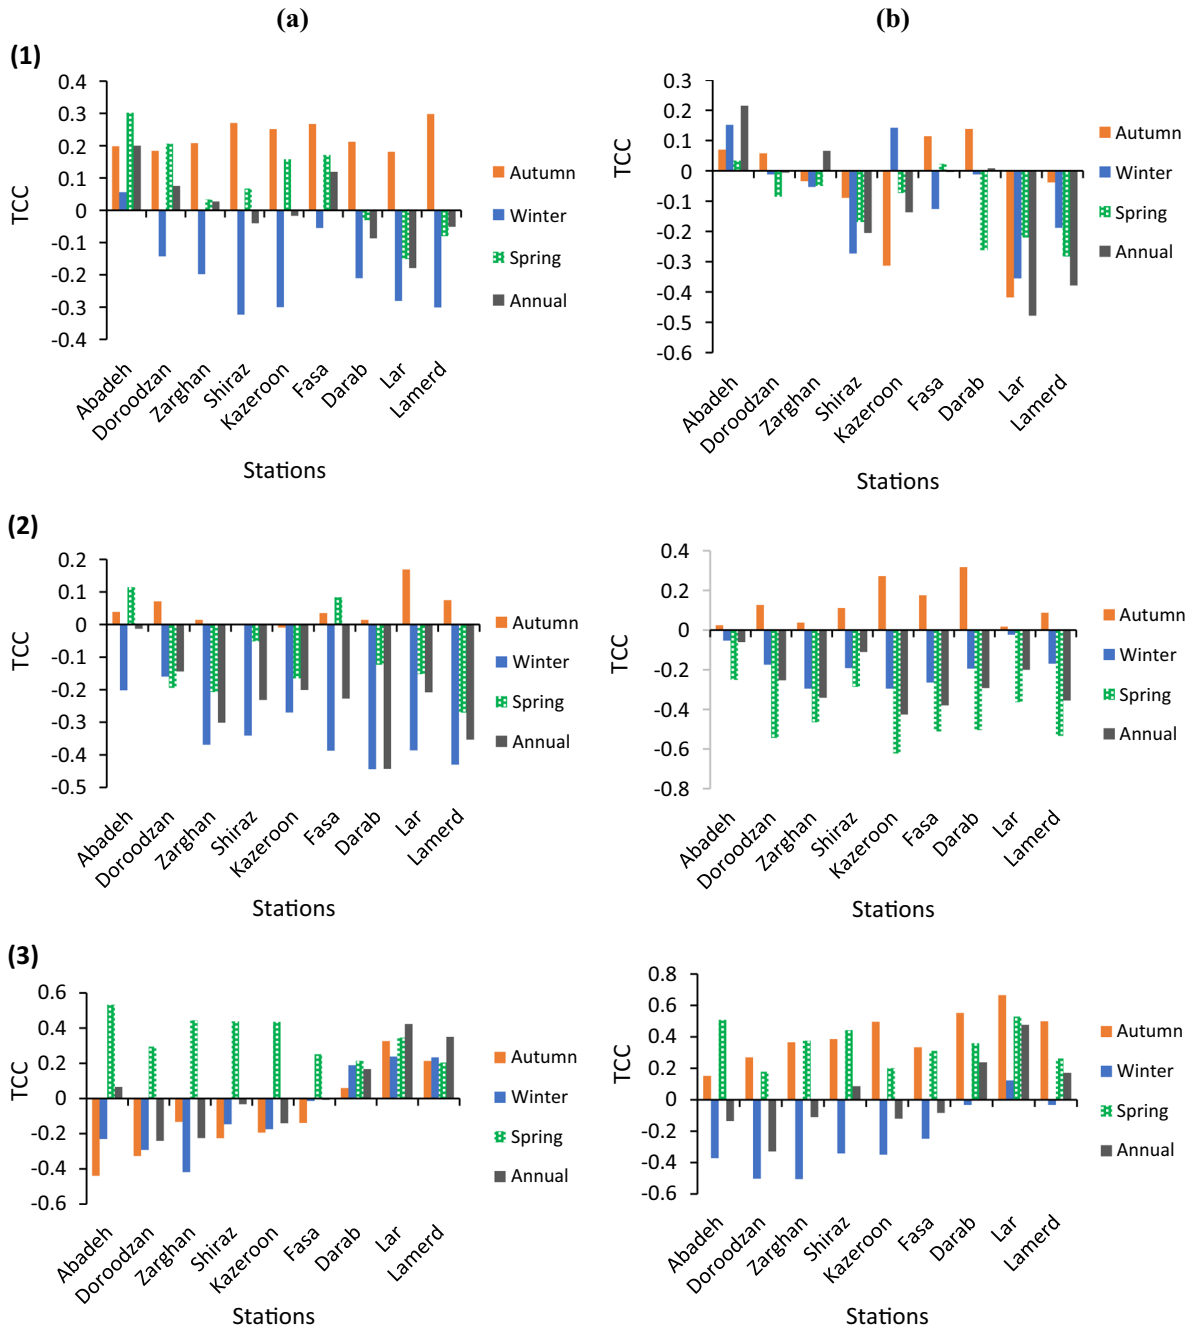 (a)
(b)
(1)
0.4
0.3
0.2
0.1
0
-0.1
-0.2
-0.3
-0.4
TCC
Abadeh
Doroodzan
Zarghan
Shiraz
Kazeroon
Fasa
Darab
Lar
Lamerd
Stations
Autumn
Winter
Spring
Annual
0.3
0.2
0.1
0
-0.1
-0.2
-0.3
-0.4
-0.5
-0.6
TCC
Abadeh
Doroodzan
Zarghan
Shiraz
Kazeroon
Fasa
Darab
Lar
Lamerd
Stations
Autumn
Winter
Spring
Annual
(2)
0.2
0.1
0
-0.1
-0.2
-0.3
-0.4
-0.5
TCC
Abadeh
Doroodzan
Zarghan
Shiraz
Kazeroon
Fasa
Darab
Lar
Lamerd
Stations
Autumn
Winter
Spring
Annual
0.4
0.2
0
-0.2
-0.4
-0.6
-0.8
TCC
Abadeh
Doroodzan
Zarghan
Shiraz
Kazeroon
Fasa
Darab
Lar
Lamerd
Stations
Autumn
Winter
Spring
Annual
(3)
0.6
0.4
0.2
0
-0.2
-0.4
-0.6
TCC
Abadeh
Doroodzan
Zarghan
Shiraz
Kazeroon
Fasa
Darab
Lar
Lamerd
Stations
Autumn
Winter
Spring
Annual
0.8
0.6
0.4
0.2
0
-0.2
-0.4
-0.6
TCC
Abadeh
Doroodzan
Zarghan
Shiraz
Kazeroon
Fasa
Darab
Lar
Lamerd
Stations
Autumn
Winter
Spring
Annual